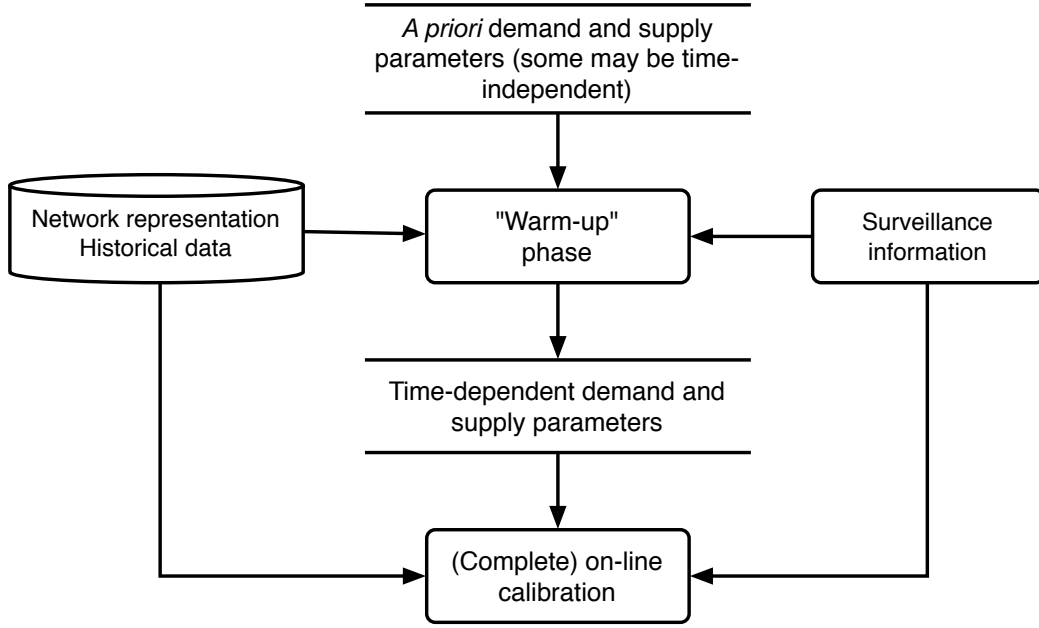 A priori demand and supply
parameters (some may be time-
independent)
Network representation
Historical data
"Warm-up"
phase
Surveillance
information
Time-dependent demand and
supply parameters
(Complete) on-line
calibration